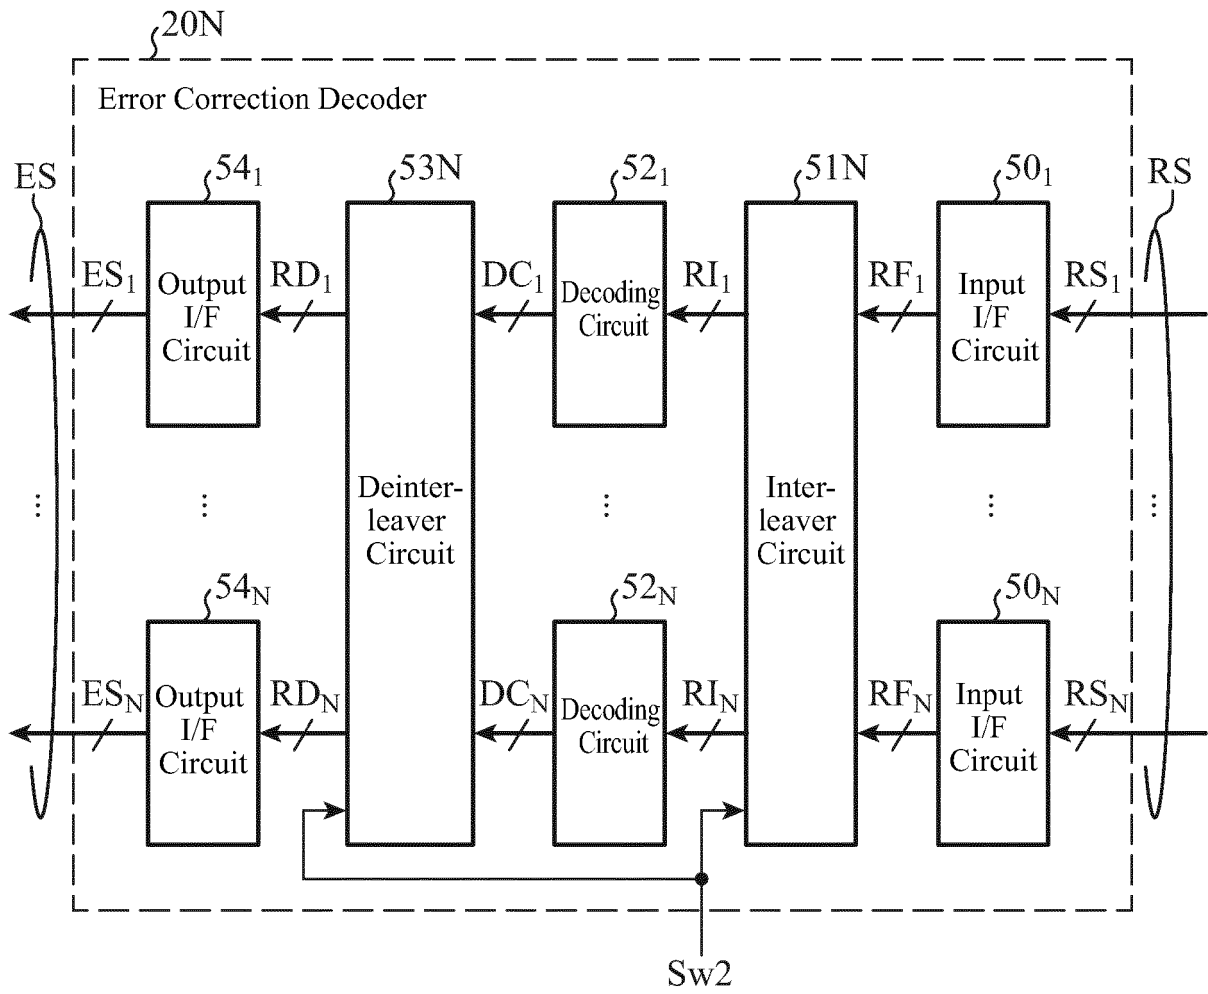 20N
Error Correction Decoder
ES
54₁
53N
52₁
51N
50₁
RS
ES₁
Output
I/F
Circuit
RD₁
DC₁
Decoding
Circuit
RI₁
RF₁
Input
I/F
Circuit
RS₁
...
...
Deinter-
leaver
Circuit
...
Inter-
leaver
Circuit
...
...
54N
52N
50N
ESN
Output
I/F
Circuit
RDN
DCN
Decoding
Circuit
RIN
RFN
Input
I/F
Circuit
RSN
Sw2